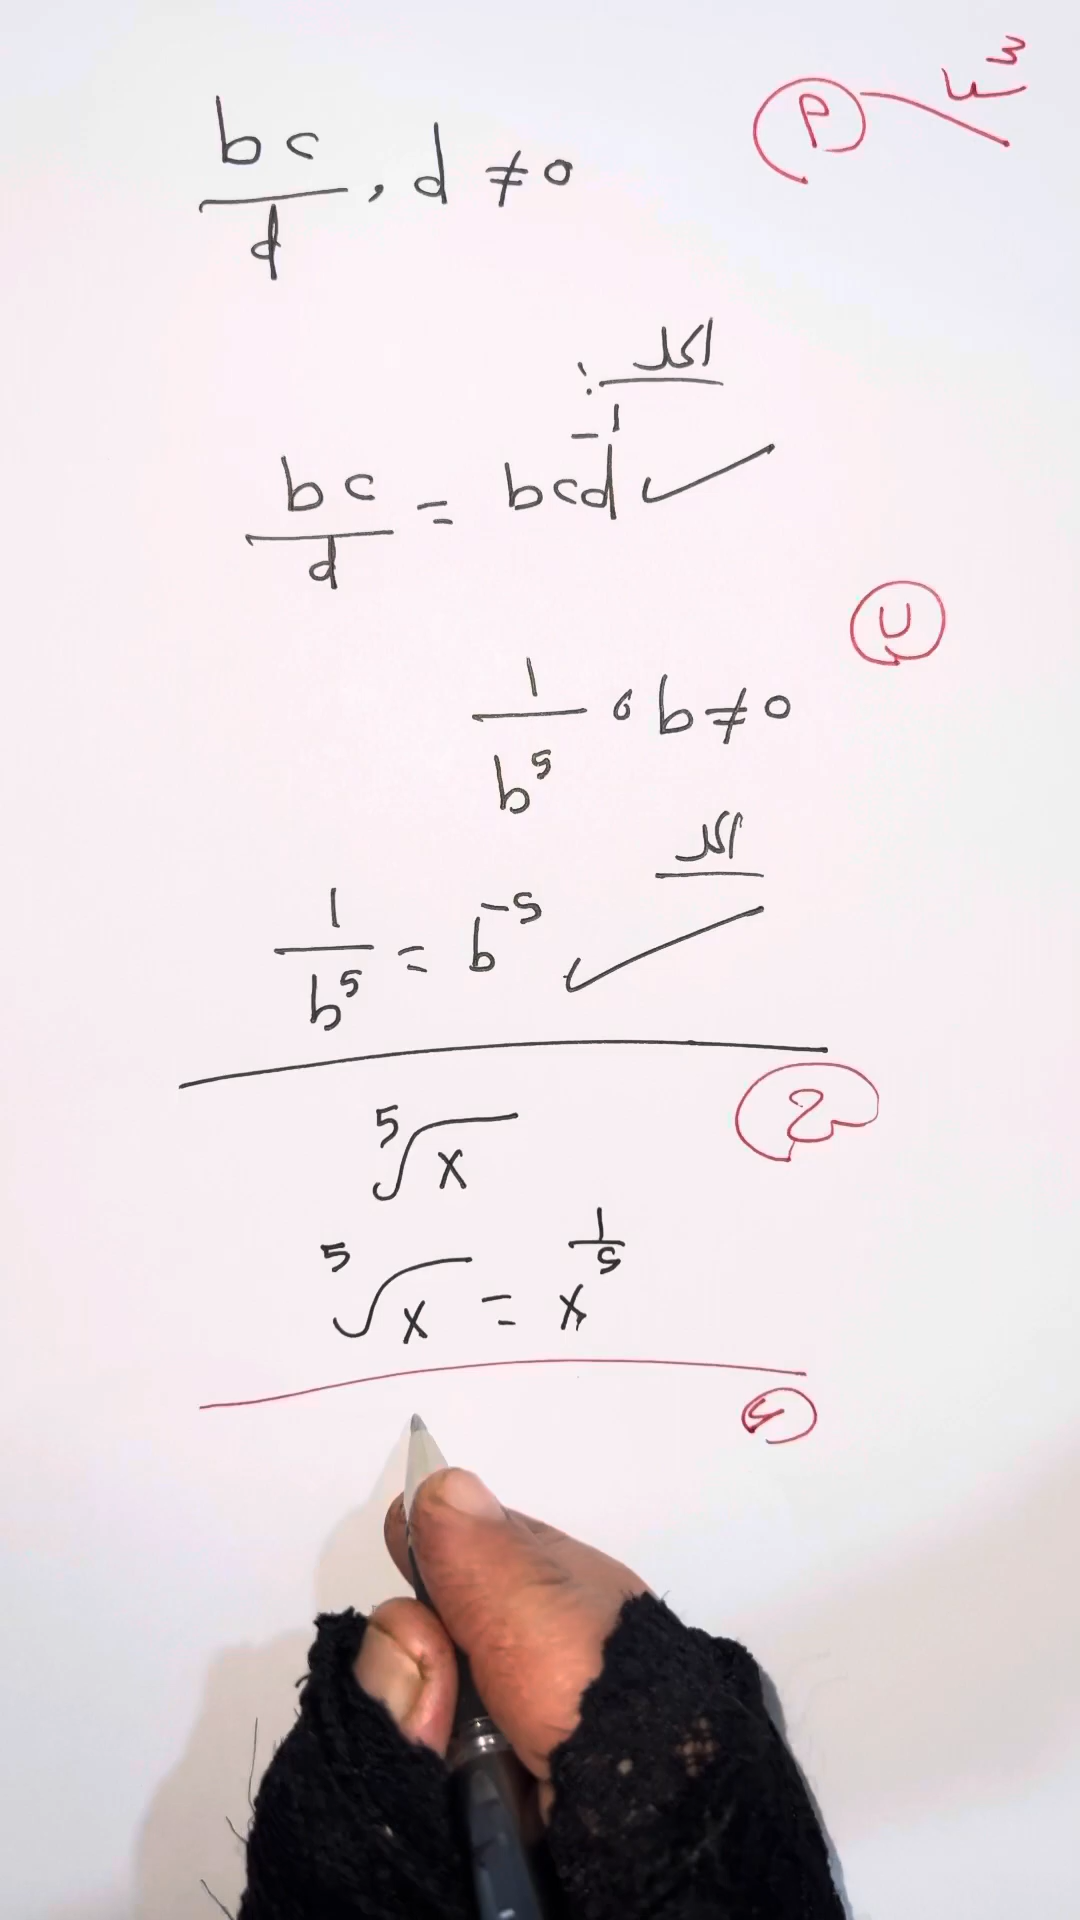 P
bc/d , d ≠ 0
الحل :
bc/d = bcd⁻¹ ✓
ب
1/b⁵ ، b ≠ 0
الحل
1/b⁵ = b⁻⁵ ✓
⁵√x
⁵√x = x^(1/5)